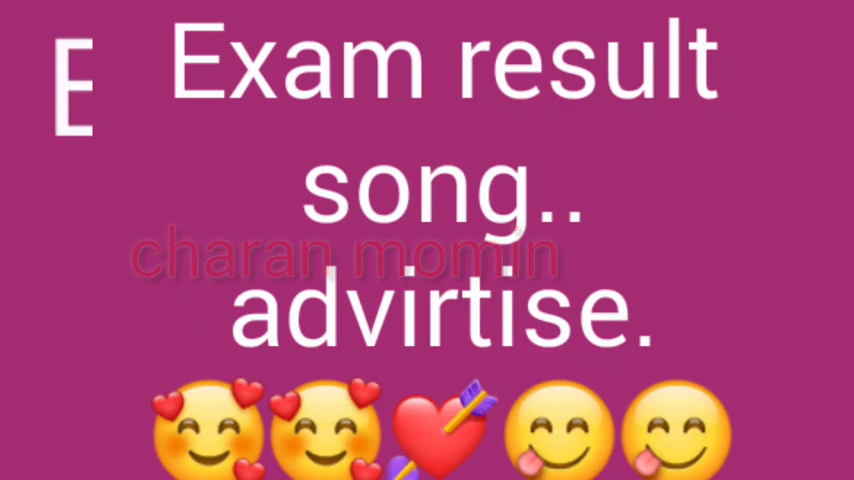 E
Exam result
song..
charan momin
advirtise.